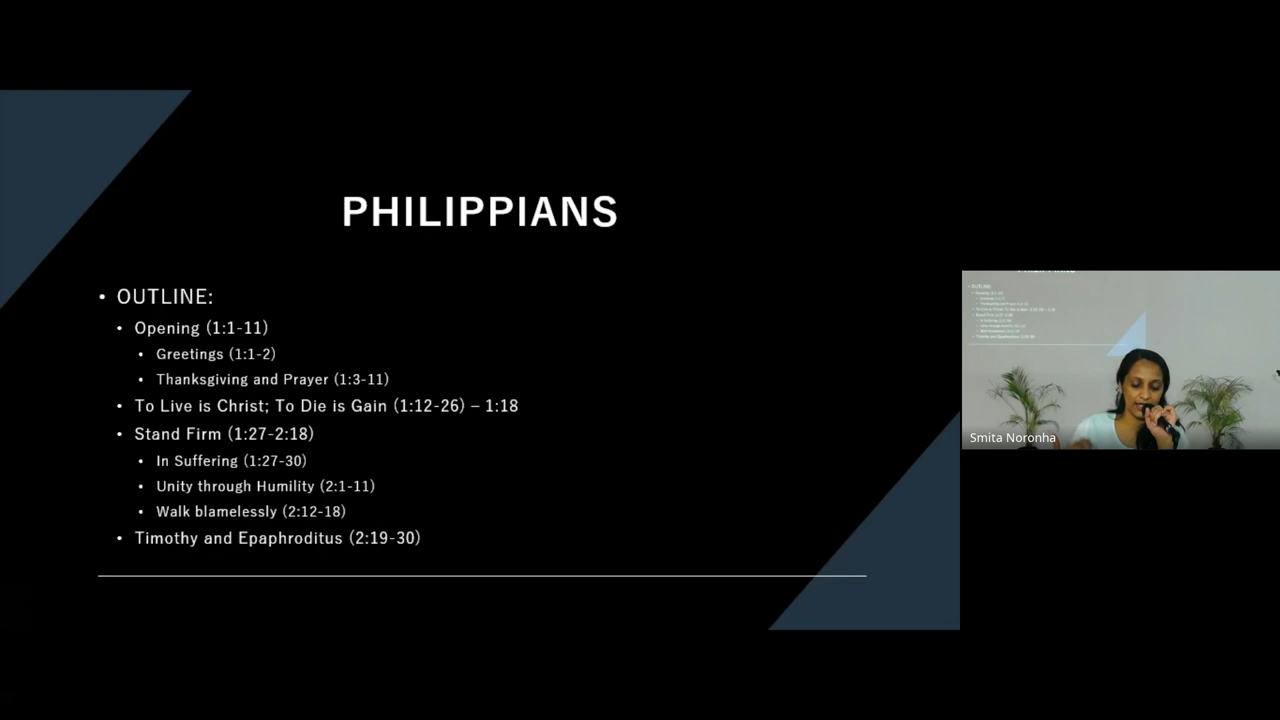 PHILIPPIANS
• OUTLINE:
• Opening (1:1-11)
• Greetings (1:1-2)
• Thanksgiving and Prayer (1:3-11)
• To Live is Christ; To Die is Gain (1:12-26) – 1:18
• Stand Firm (1:27-2:18)
• In Suffering (1:27-30)
• Unity through Humility (2:1-11)
• Walk blamelessly (2:12-18)
• Timothy and Epaphroditus (2:19-30)
Smita Noronha